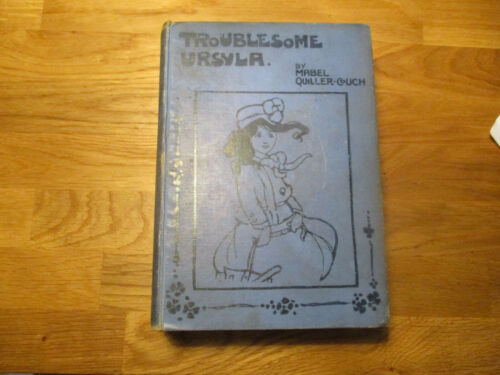 TROUBLESOME
URSULA.
BY
MABEL
QUILLER-COUCH